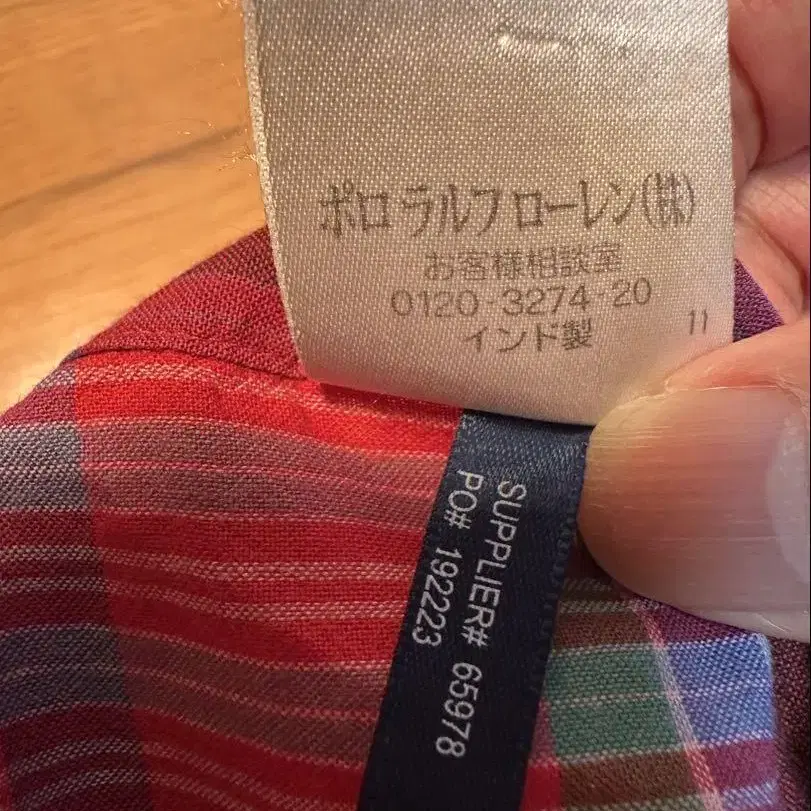 ポロ ラルフ ローレン(株)
お客様相談室
0120-3274-20
インド製
11
SUPPLIER# 65978
PO# 192223